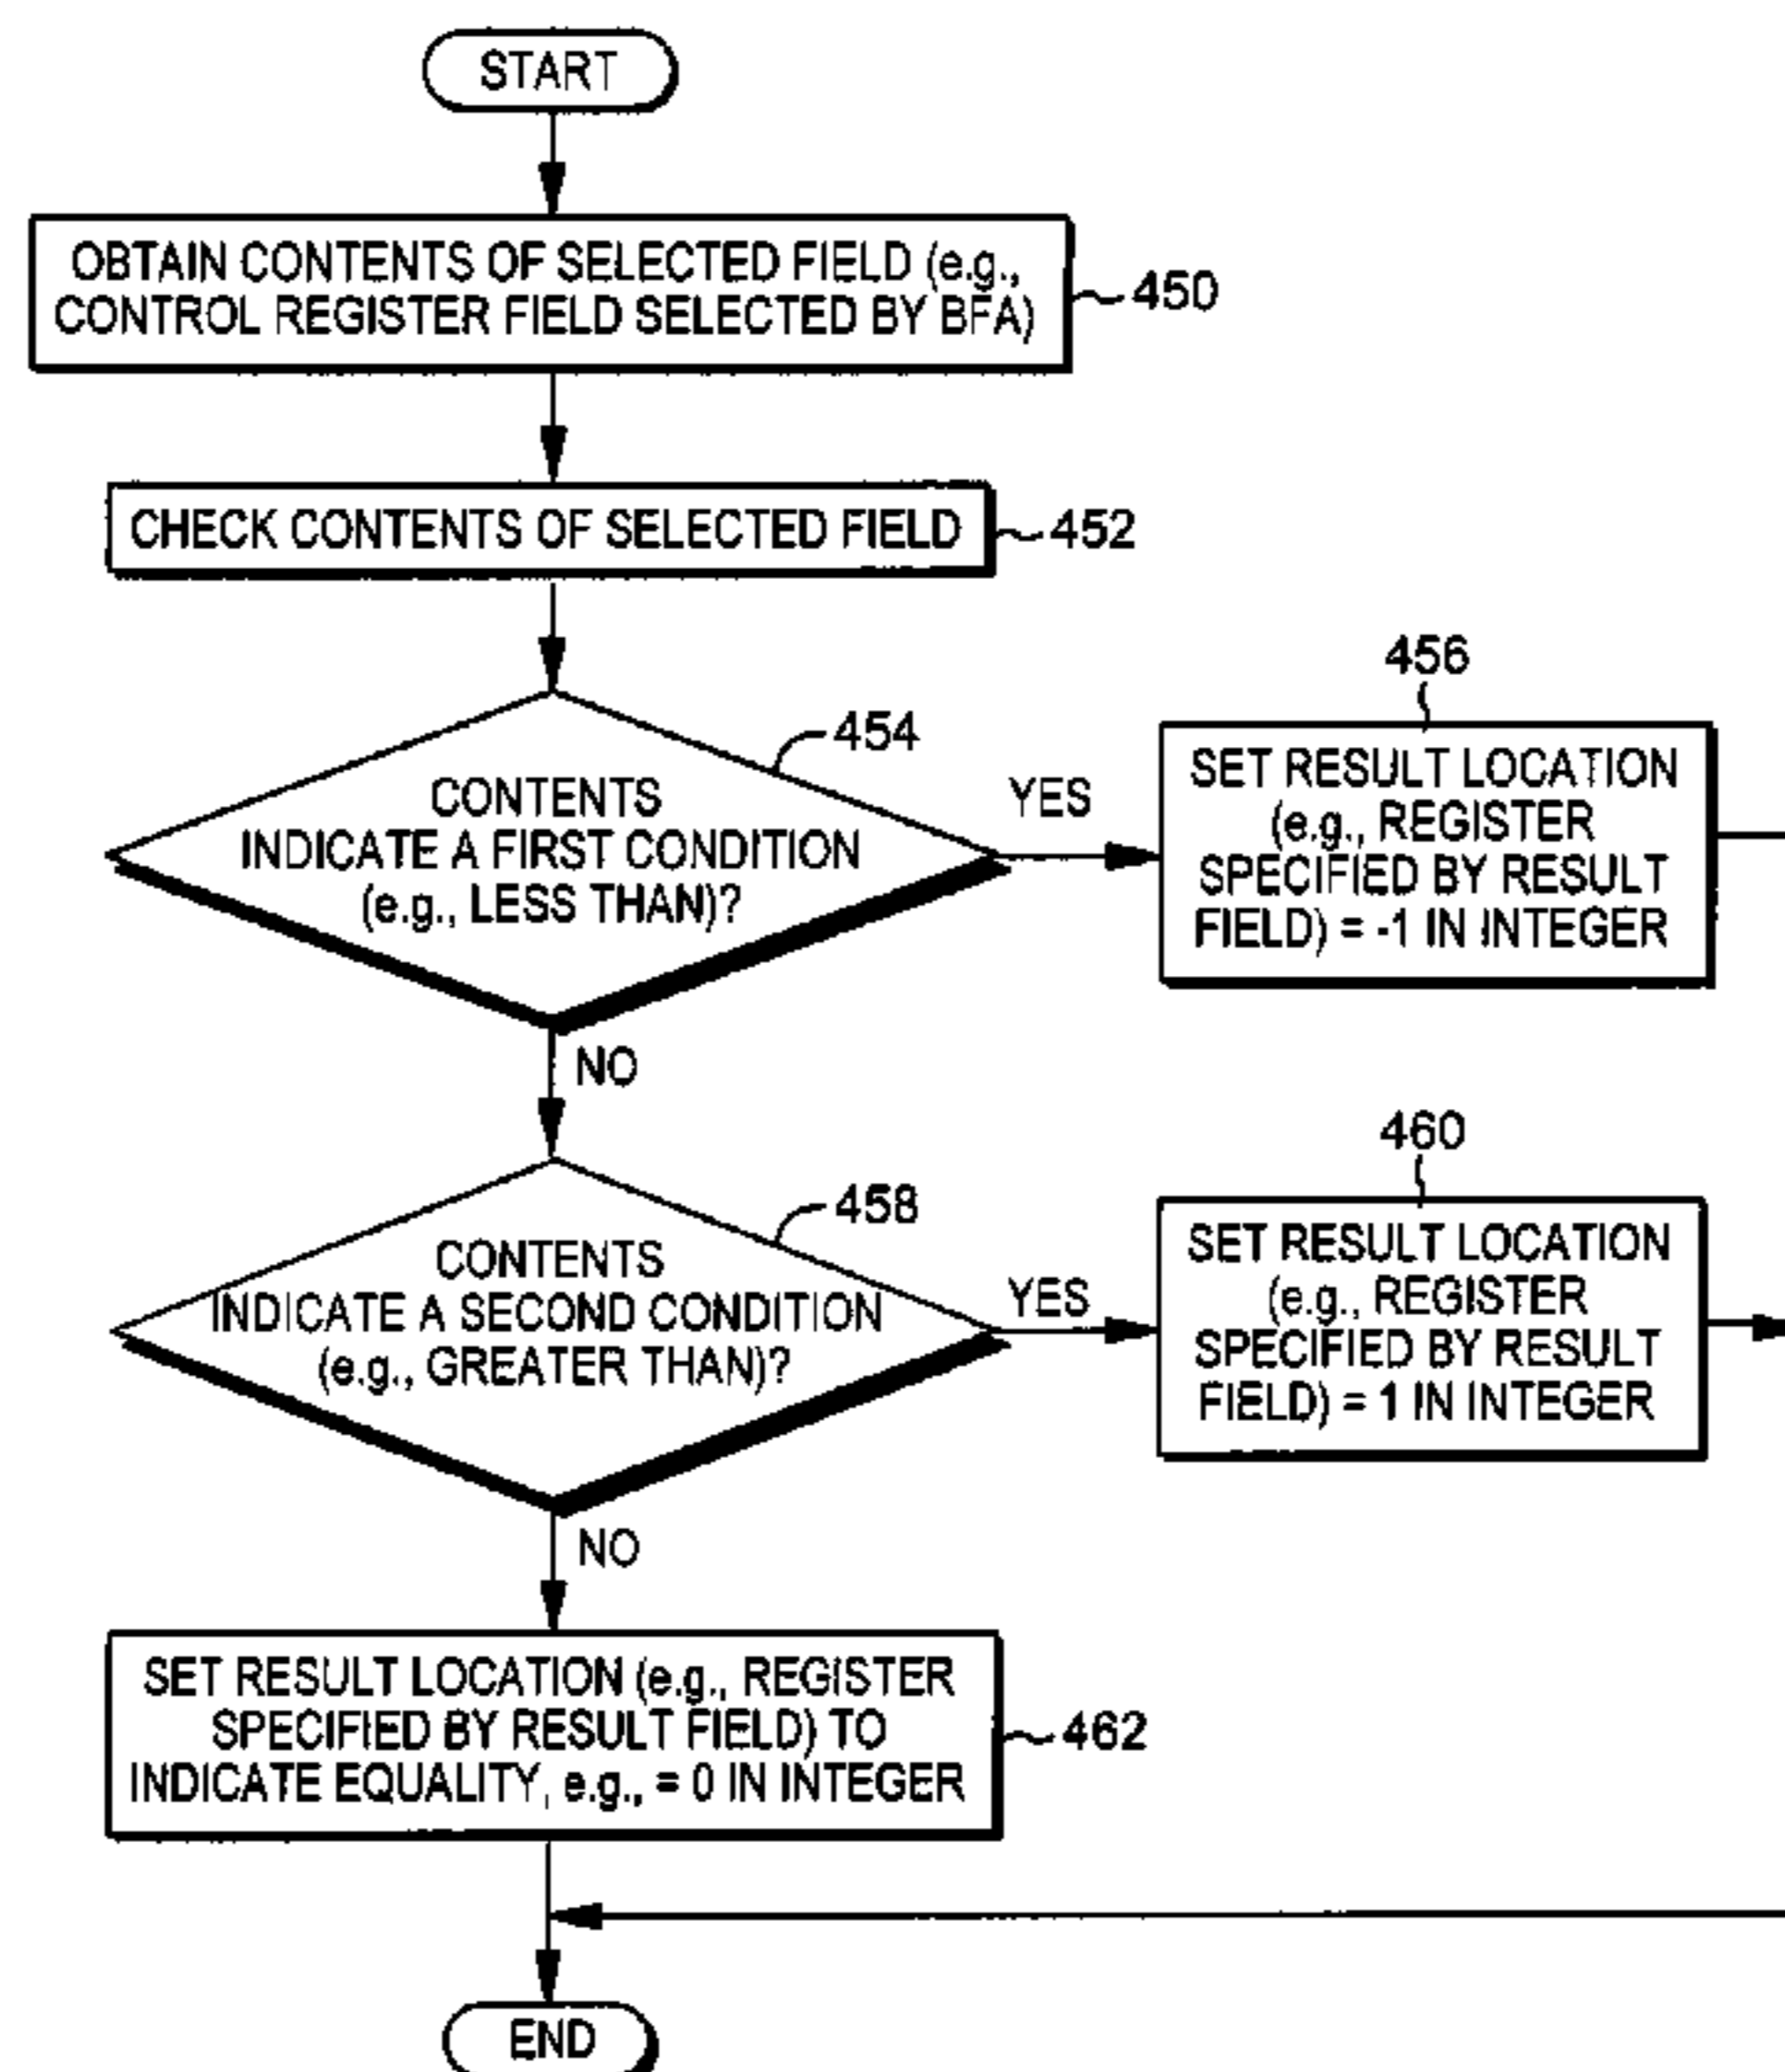 START
OBTAIN CONTENTS OF SELECTED FIELD (e.g.,
CONTROL REGISTER FIELD SELECTED BY BFA)
450
CHECK CONTENTS OF SELECTED FIELD
452
454
CONTENTS
INDICATE A FIRST CONDITION
(e.g., LESS THAN)?
YES
456
SET RESULT LOCATION
(e.g., REGISTER
SPECIFIED BY RESULT
FIELD) = -1 IN INTEGER
NO
458
CONTENTS
INDICATE A SECOND CONDITION
(e.g., GREATER THAN)?
YES
460
SET RESULT LOCATION
(e.g., REGISTER
SPECIFIED BY RESULT
FIELD) = 1 IN INTEGER
NO
SET RESULT LOCATION (e.g., REGISTER
SPECIFIED BY RESULT FIELD) TO
INDICATE EQUALITY, e.g., = 0 IN INTEGER
462
END